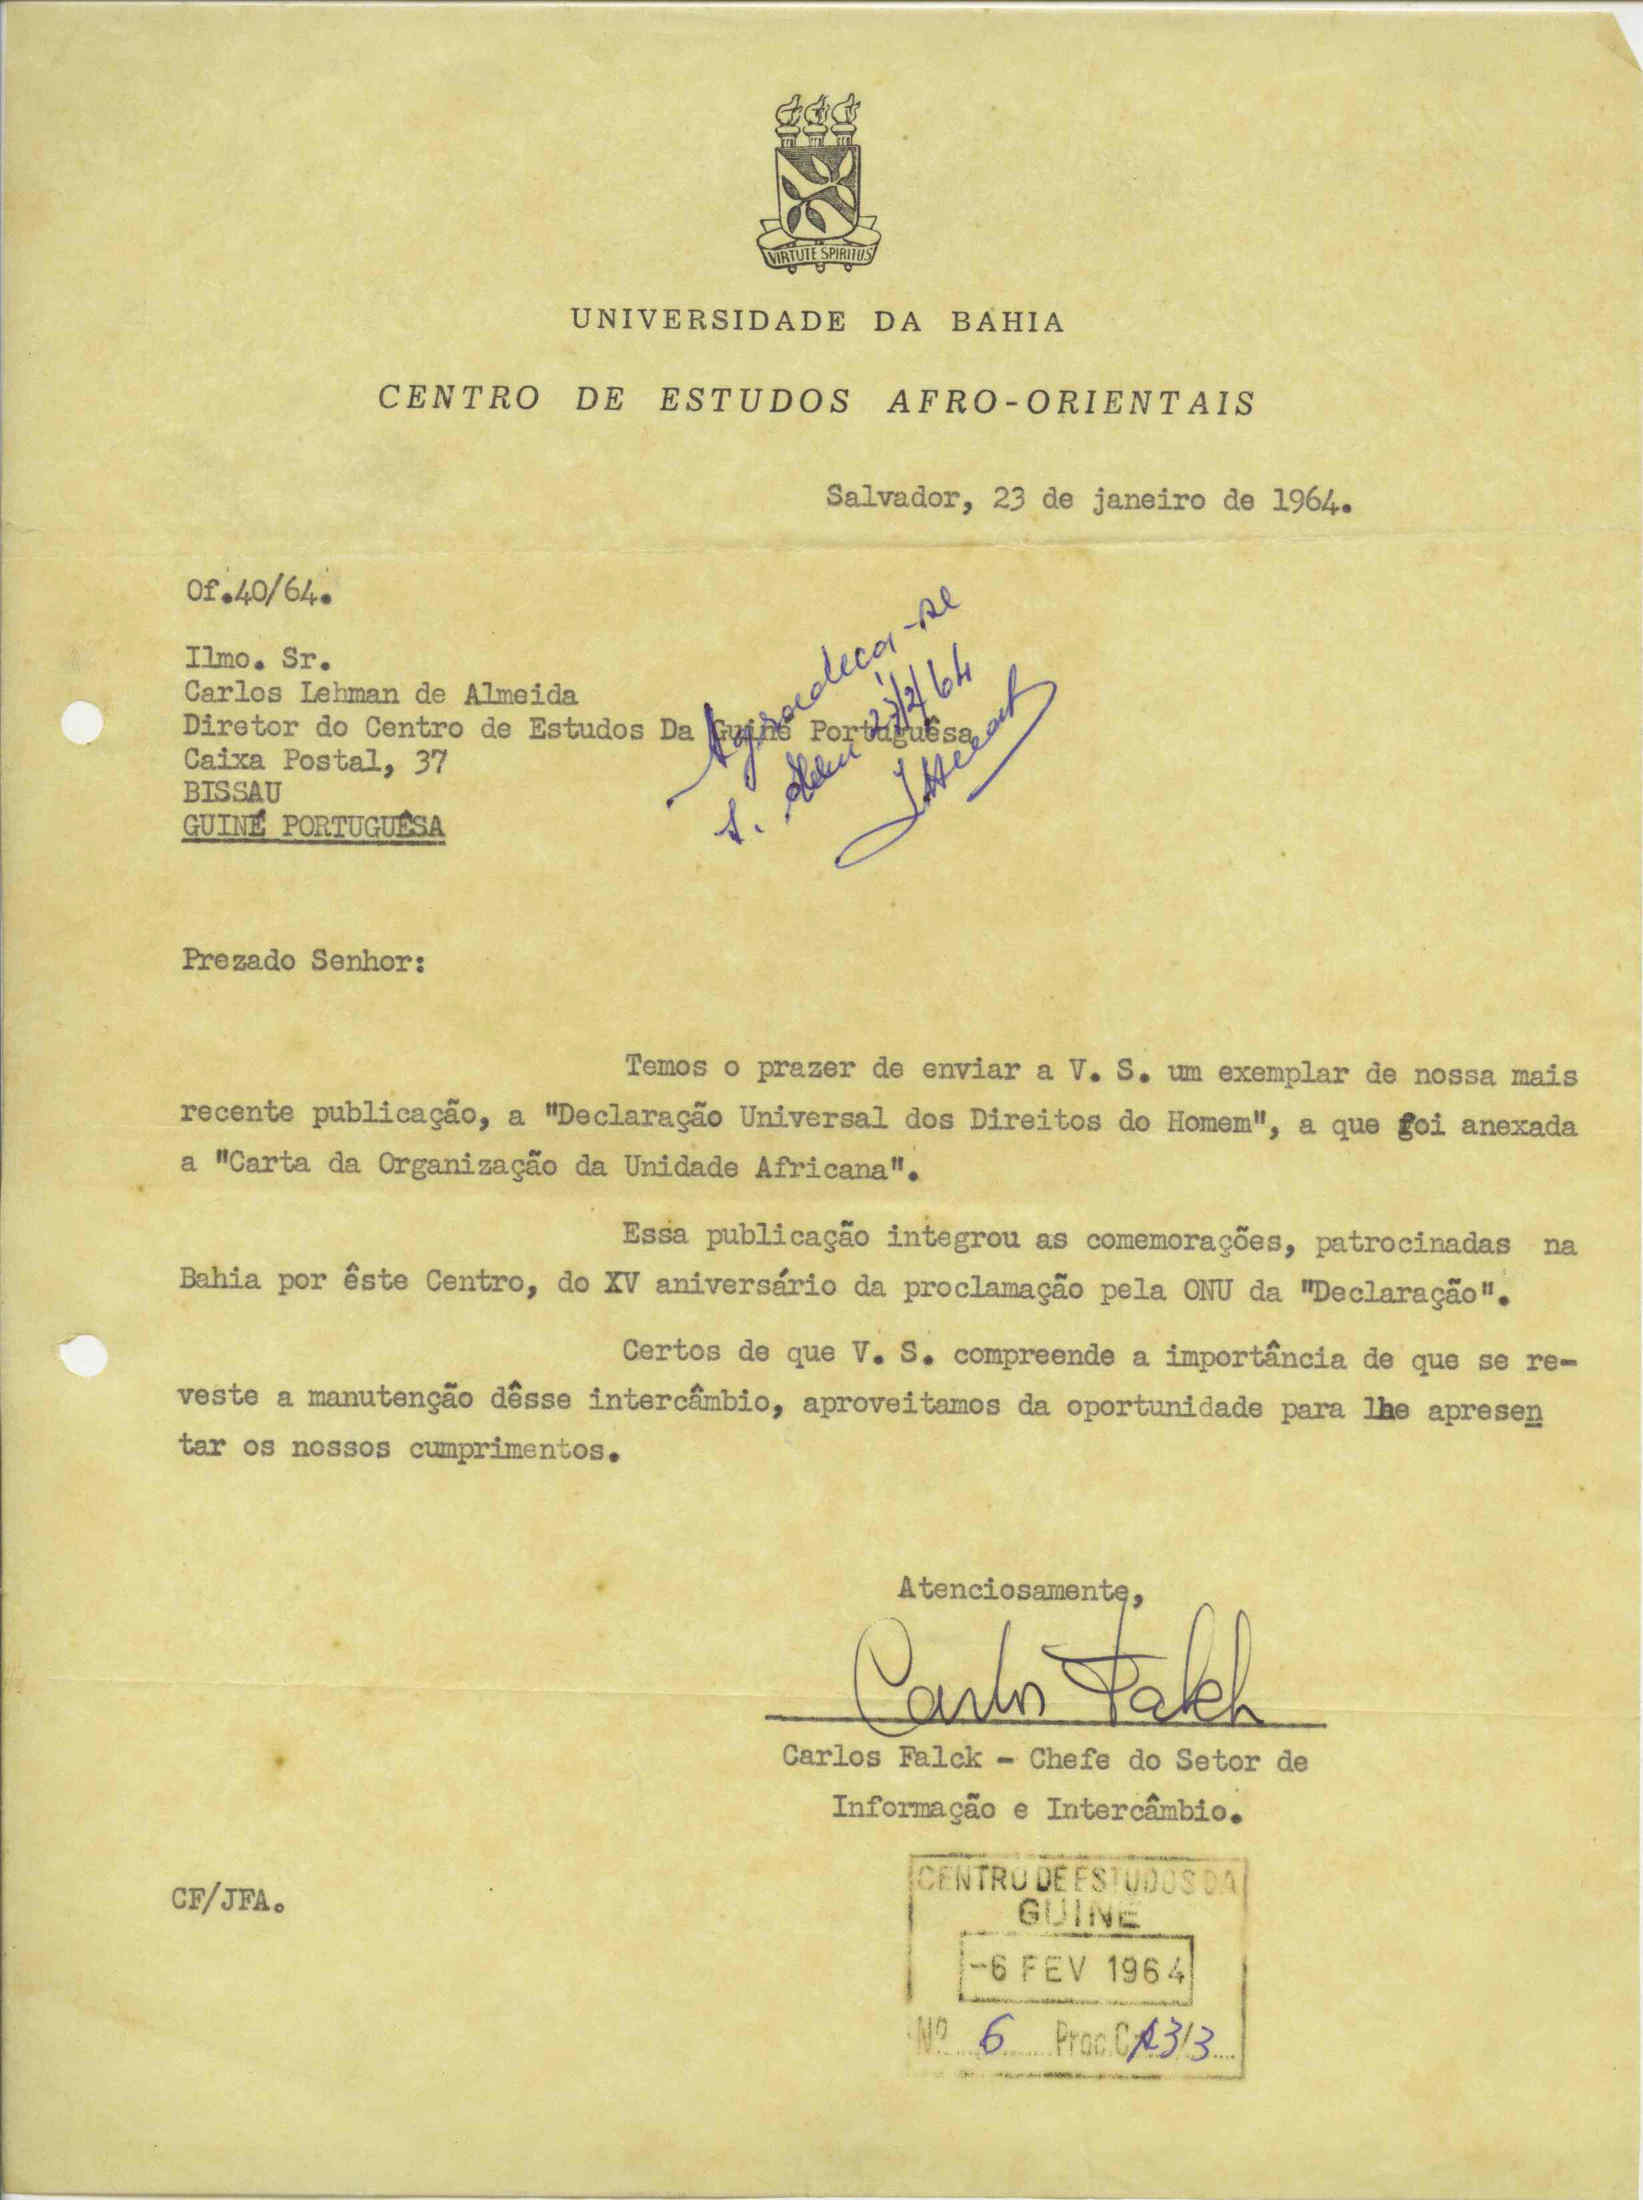 VIRTUTE SPIRITUS
UNIVERSIDADE DA BAHIA
CENTRO DE ESTUDOS AFRO-ORIENTAIS
Salvador, 23 de janeiro de 1964.
Of.40/64.
Ilmo. Sr.
Carlos Lehman de Almeida
Diretor do Centro de Estudos Da Guiné Portuguêsa
Caixa Postal, 37
BISSAU
GUINÉ PORTUGUÊSA
Agradeça-se
/2/64
Prezado Senhor:
Temos o prazer de enviar a V. S. um exemplar de nossa mais
recente publicação, a "Declaração Universal dos Direitos do Homem", a que foi anexada
a "Carta da Organização da Unidade Africana".
Essa publicação integrou as comemorações, patrocinadas na
Bahia por êste Centro, do XV aniversário da proclamação pela ONU da "Declaração".
Certos de que V. S. compreende a importância de que se re-
veste a manutenção dêsse intercâmbio, aproveitamos da oportunidade para lhe apresen
tar os nossos cumprimentos.
Atenciosamente,
Carlos Falck
Carlos Falck - Chefe do Setor de
Informação e Intercâmbio.
CF/JFA.
CENTRO DE ESTUDOS DA
GUINÉ
-6 FEV 1964
Nº 6 Proc.